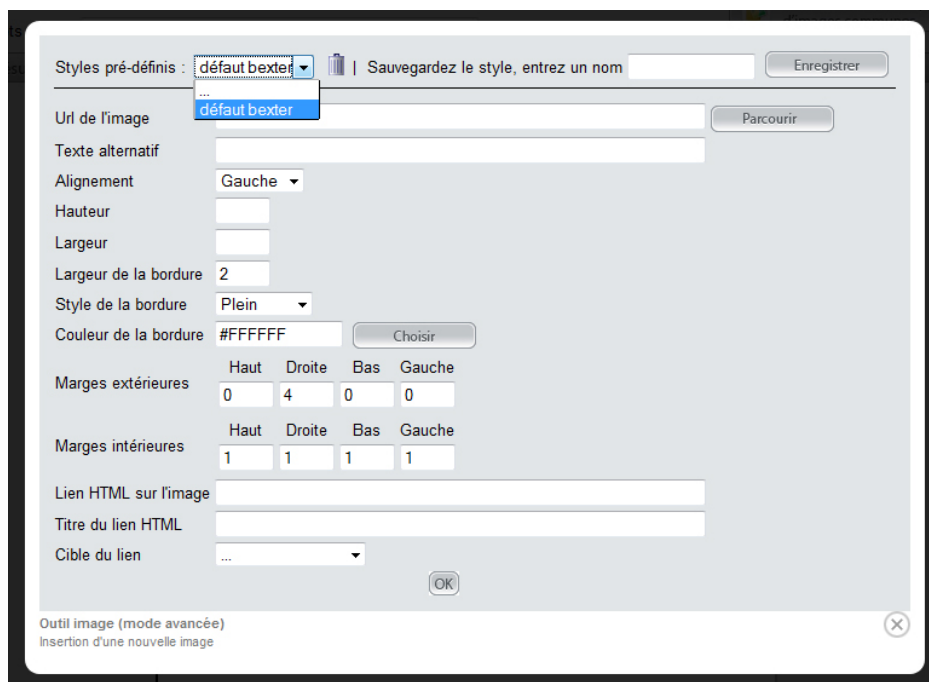 Styles pré-définis : défaut bexter | Sauvegardez le style, entrez un nom Enregistrer
...
défaut bexter
Url de l'image Parcourir
Texte alternatif
Alignement Gauche
Hauteur
Largeur
Largeur de la bordure 2
Style de la bordure Plein
Couleur de la bordure #FFFFFF Choisir
Haut Droite Bas Gauche
Marges extérieures 0 4 0 0
Haut Droite Bas Gauche
Marges intérieures 1 1 1 1
Lien HTML sur l'image
Titre du lien HTML
Cible du lien ...
OK
Outil image (mode avancée)
Insertion d'une nouvelle image